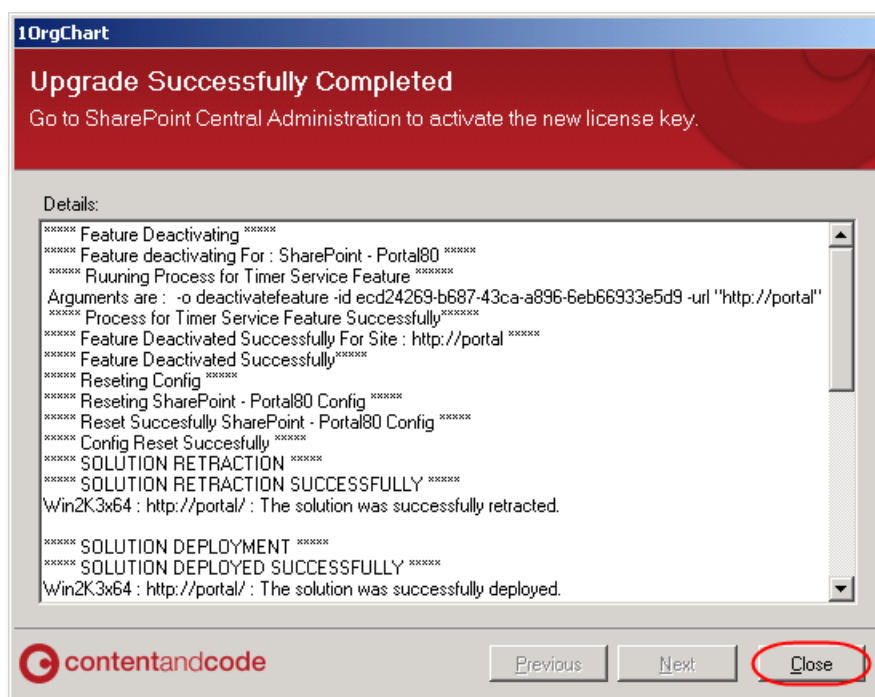 1OrgChart
Upgrade Successfully Completed
Go to SharePoint Central Administration to activate the new license key.
Details:
***** Feature Deactivating *****
***** Feature deactivating For : SharePoint - Portal80 *****
***** Ruuning Process for Timer Service Feature ******
Arguments are :  -o deactivatefeature -id ecd24269-b687-43ca-a896-6eb66933e5d9 -url "http://portal"
***** Process for Timer Service Feature Successfully******
***** Feature Deactivated Successfully For Site : http://portal *****
***** Feature Deactivated Successfully*****
***** Reseting Config *****
***** Reseting SharePoint - Portal80 Config *****
***** Reset Succesfully SharePoint - Portal80 Config *****
***** Config Reset Succesfully *****
***** SOLUTION RETRACTION *****
***** SOLUTION RETRACTION SUCCESSFULLY *****
Win2K3x64 : http://portal/ : The solution was successfully retracted.
***** SOLUTION DEPLOYMENT *****
***** SOLUTION DEPLOYED SUCCESSFULLY *****
Win2K3x64 : http://portal/ : The solution was successfully deployed.
contentandcode
Previous Next Close